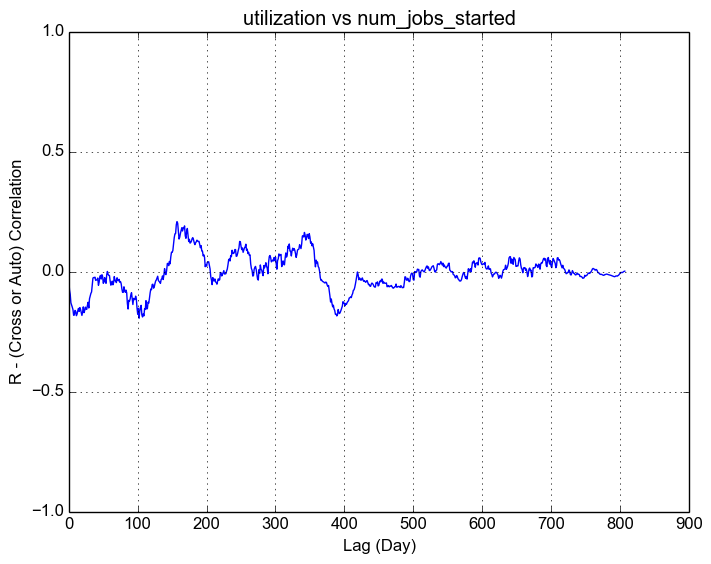 utilization vs num_jobs_started
1.0
0.5
0.0
−0.5
−1.0
R - (Cross or Auto) Correlation
0 100 200 300 400 500 600 700 800 900
Lag (Day)